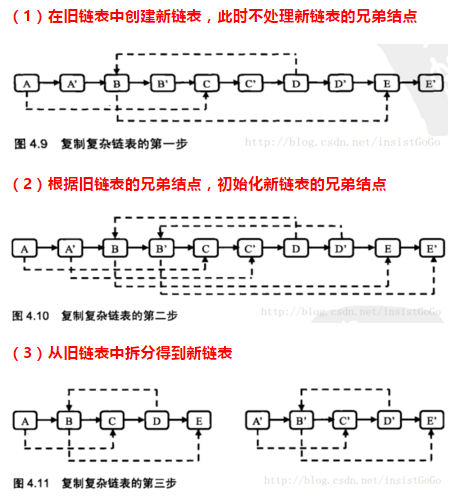 （1）在旧链表中创建新链表，此时不处理新链表的兄弟结点
A A' B B' C C' D D' E E'
图 4.9 复制复杂链表的第一步
http://blog.csdn.net/insistGoGo
（2）根据旧链表的兄弟结点，初始化新链表的兄弟结点
A A' B B' C C' D D' E E'
图 4.10 复制复杂链表的第二步
http://blog.csdn.net/insistGoGo
（3）从旧链表中拆分得到新链表
A B C D E A' B' C' D' E'
图 4.11 复制复杂链表的第三步
http://blog.csdn.net/insistGoGo